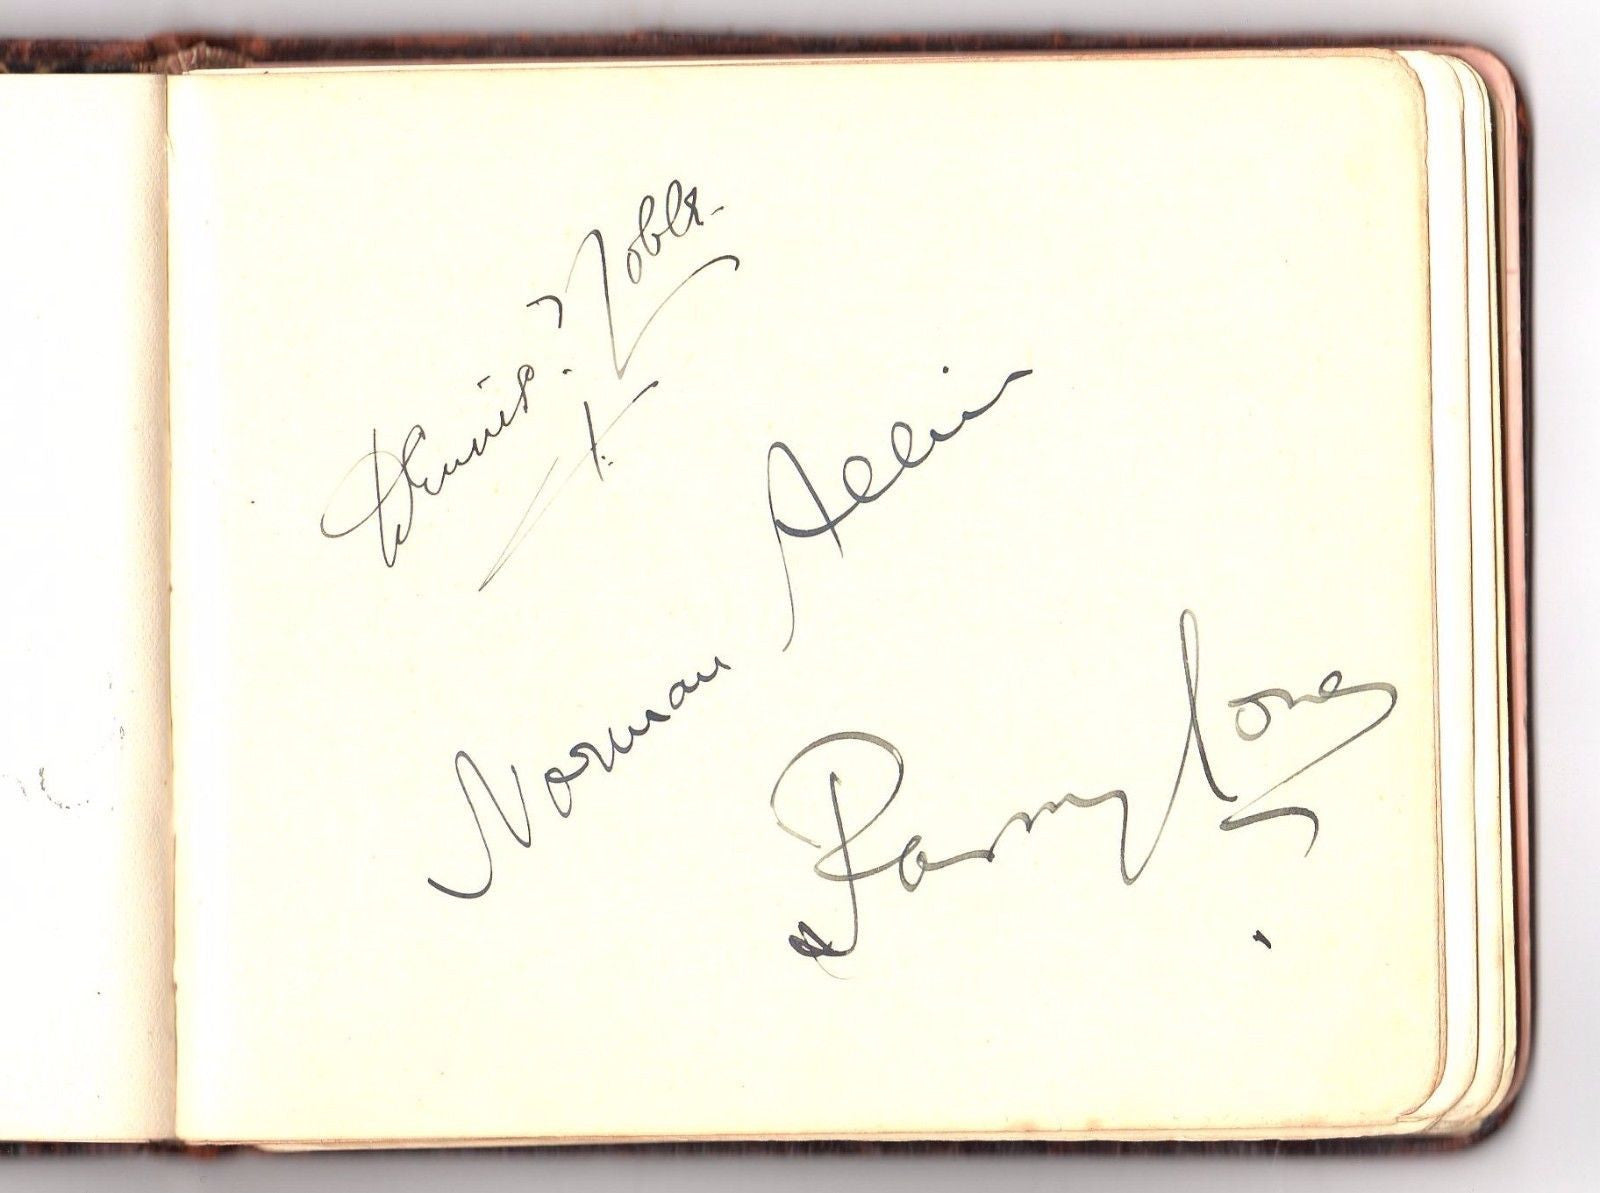 Dennis. Noble.
Norman Allin
Parry Jones